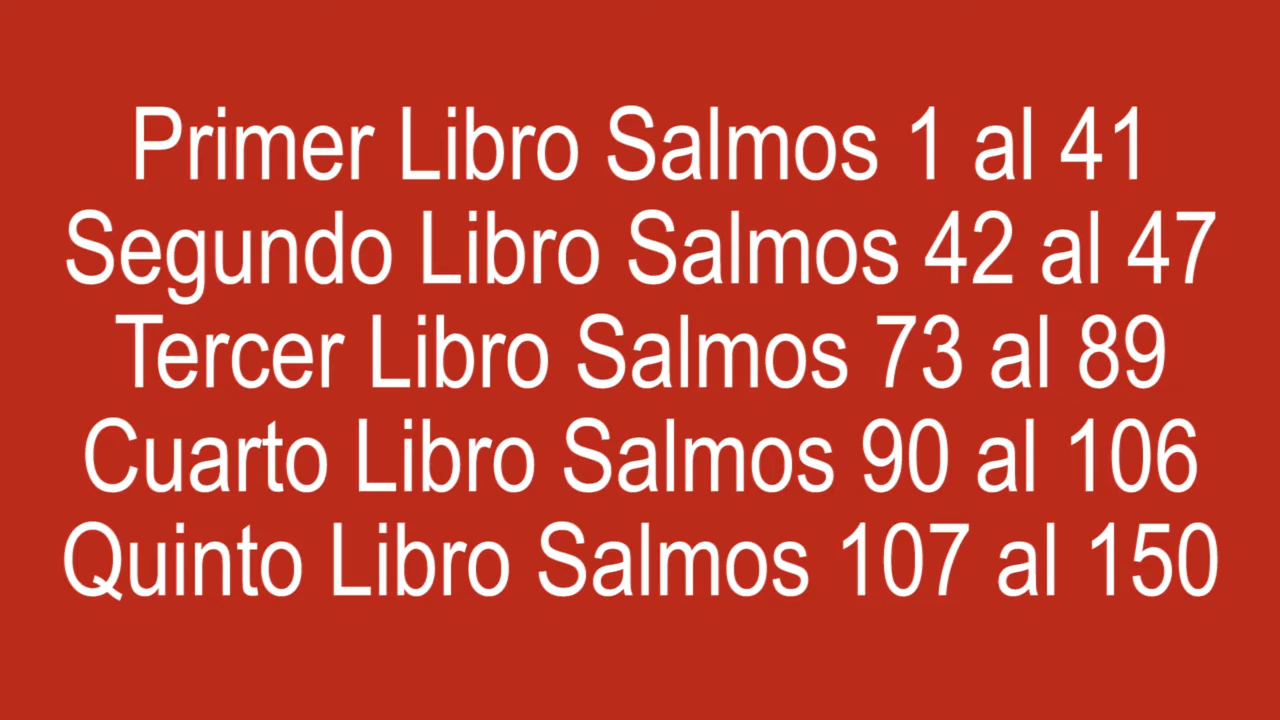 Primer Libro Salmos 1 al 41
Segundo Libro Salmos 42 al 47
Tercer Libro Salmos 73 al 89
Cuarto Libro Salmos 90 al 106
Quinto Libro Salmos 107 al 150